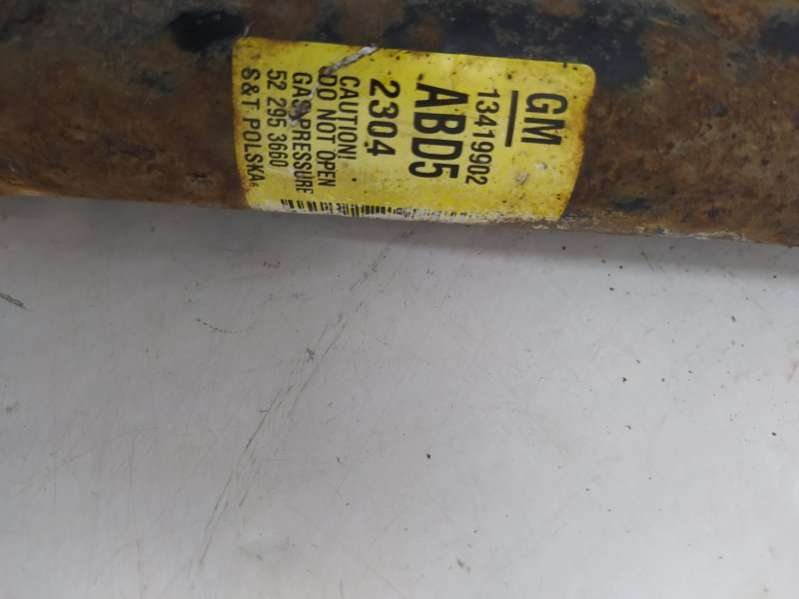 GM
13419902
ABD5
2304
CAUTION!
DO NOT OPEN
GAS PRESSURE
52 295 3660
S&T POLSKA